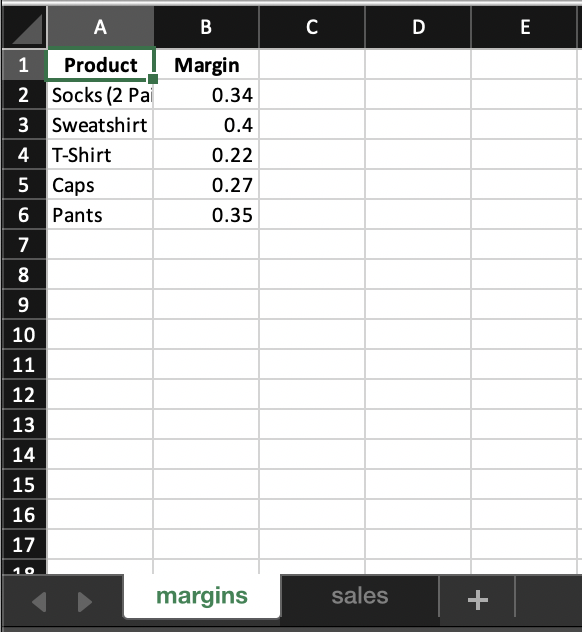 A B C D E
1 Product Margin
2 Socks (2 Pai 0.34
3 Sweatshirt 0.4
4 T-Shirt 0.22
5 Caps 0.27
6 Pants 0.35
7
8
9
10
11
12
13
14
15
16
17
18
margins sales +